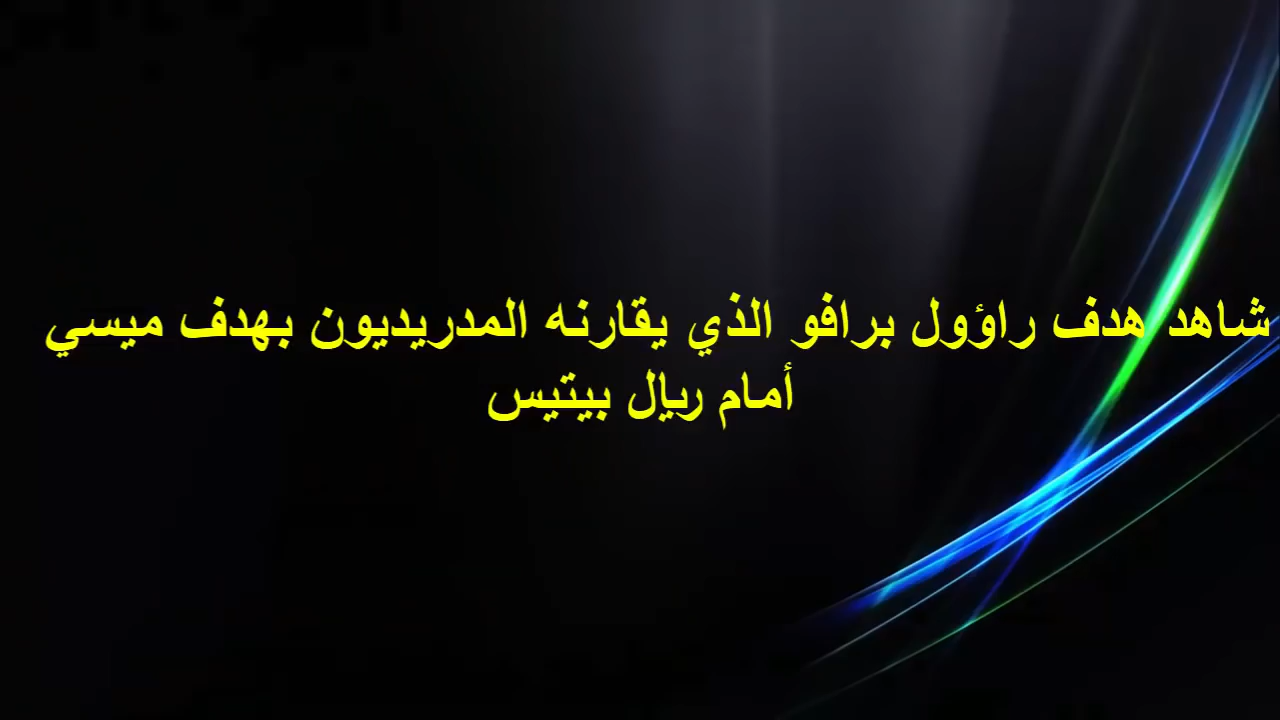 شاهد هدف راؤول برافو الذي يقارنه المدريديون بهدف ميسي
أمام ريال بيتيس